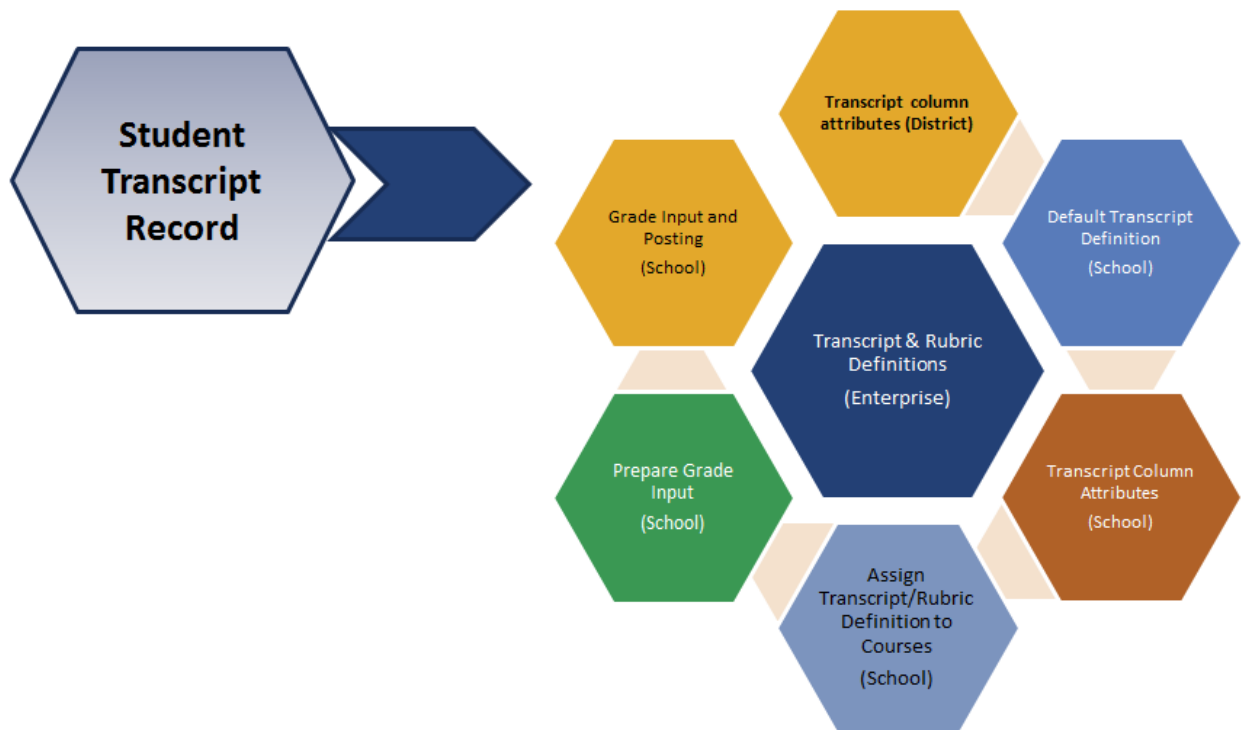 Student
Transcript
Record
Transcript column
attributes (District)
Default Transcript
Definition
(School)
Transcript Column
Attributes
(School)
Assign
Transcript/Rubric
Definition to
Courses
(School)
Prepare Grade
Input
(School)
Grade Input and
Posting
(School)
Transcript & Rubric
Definitions
(Enterprise)